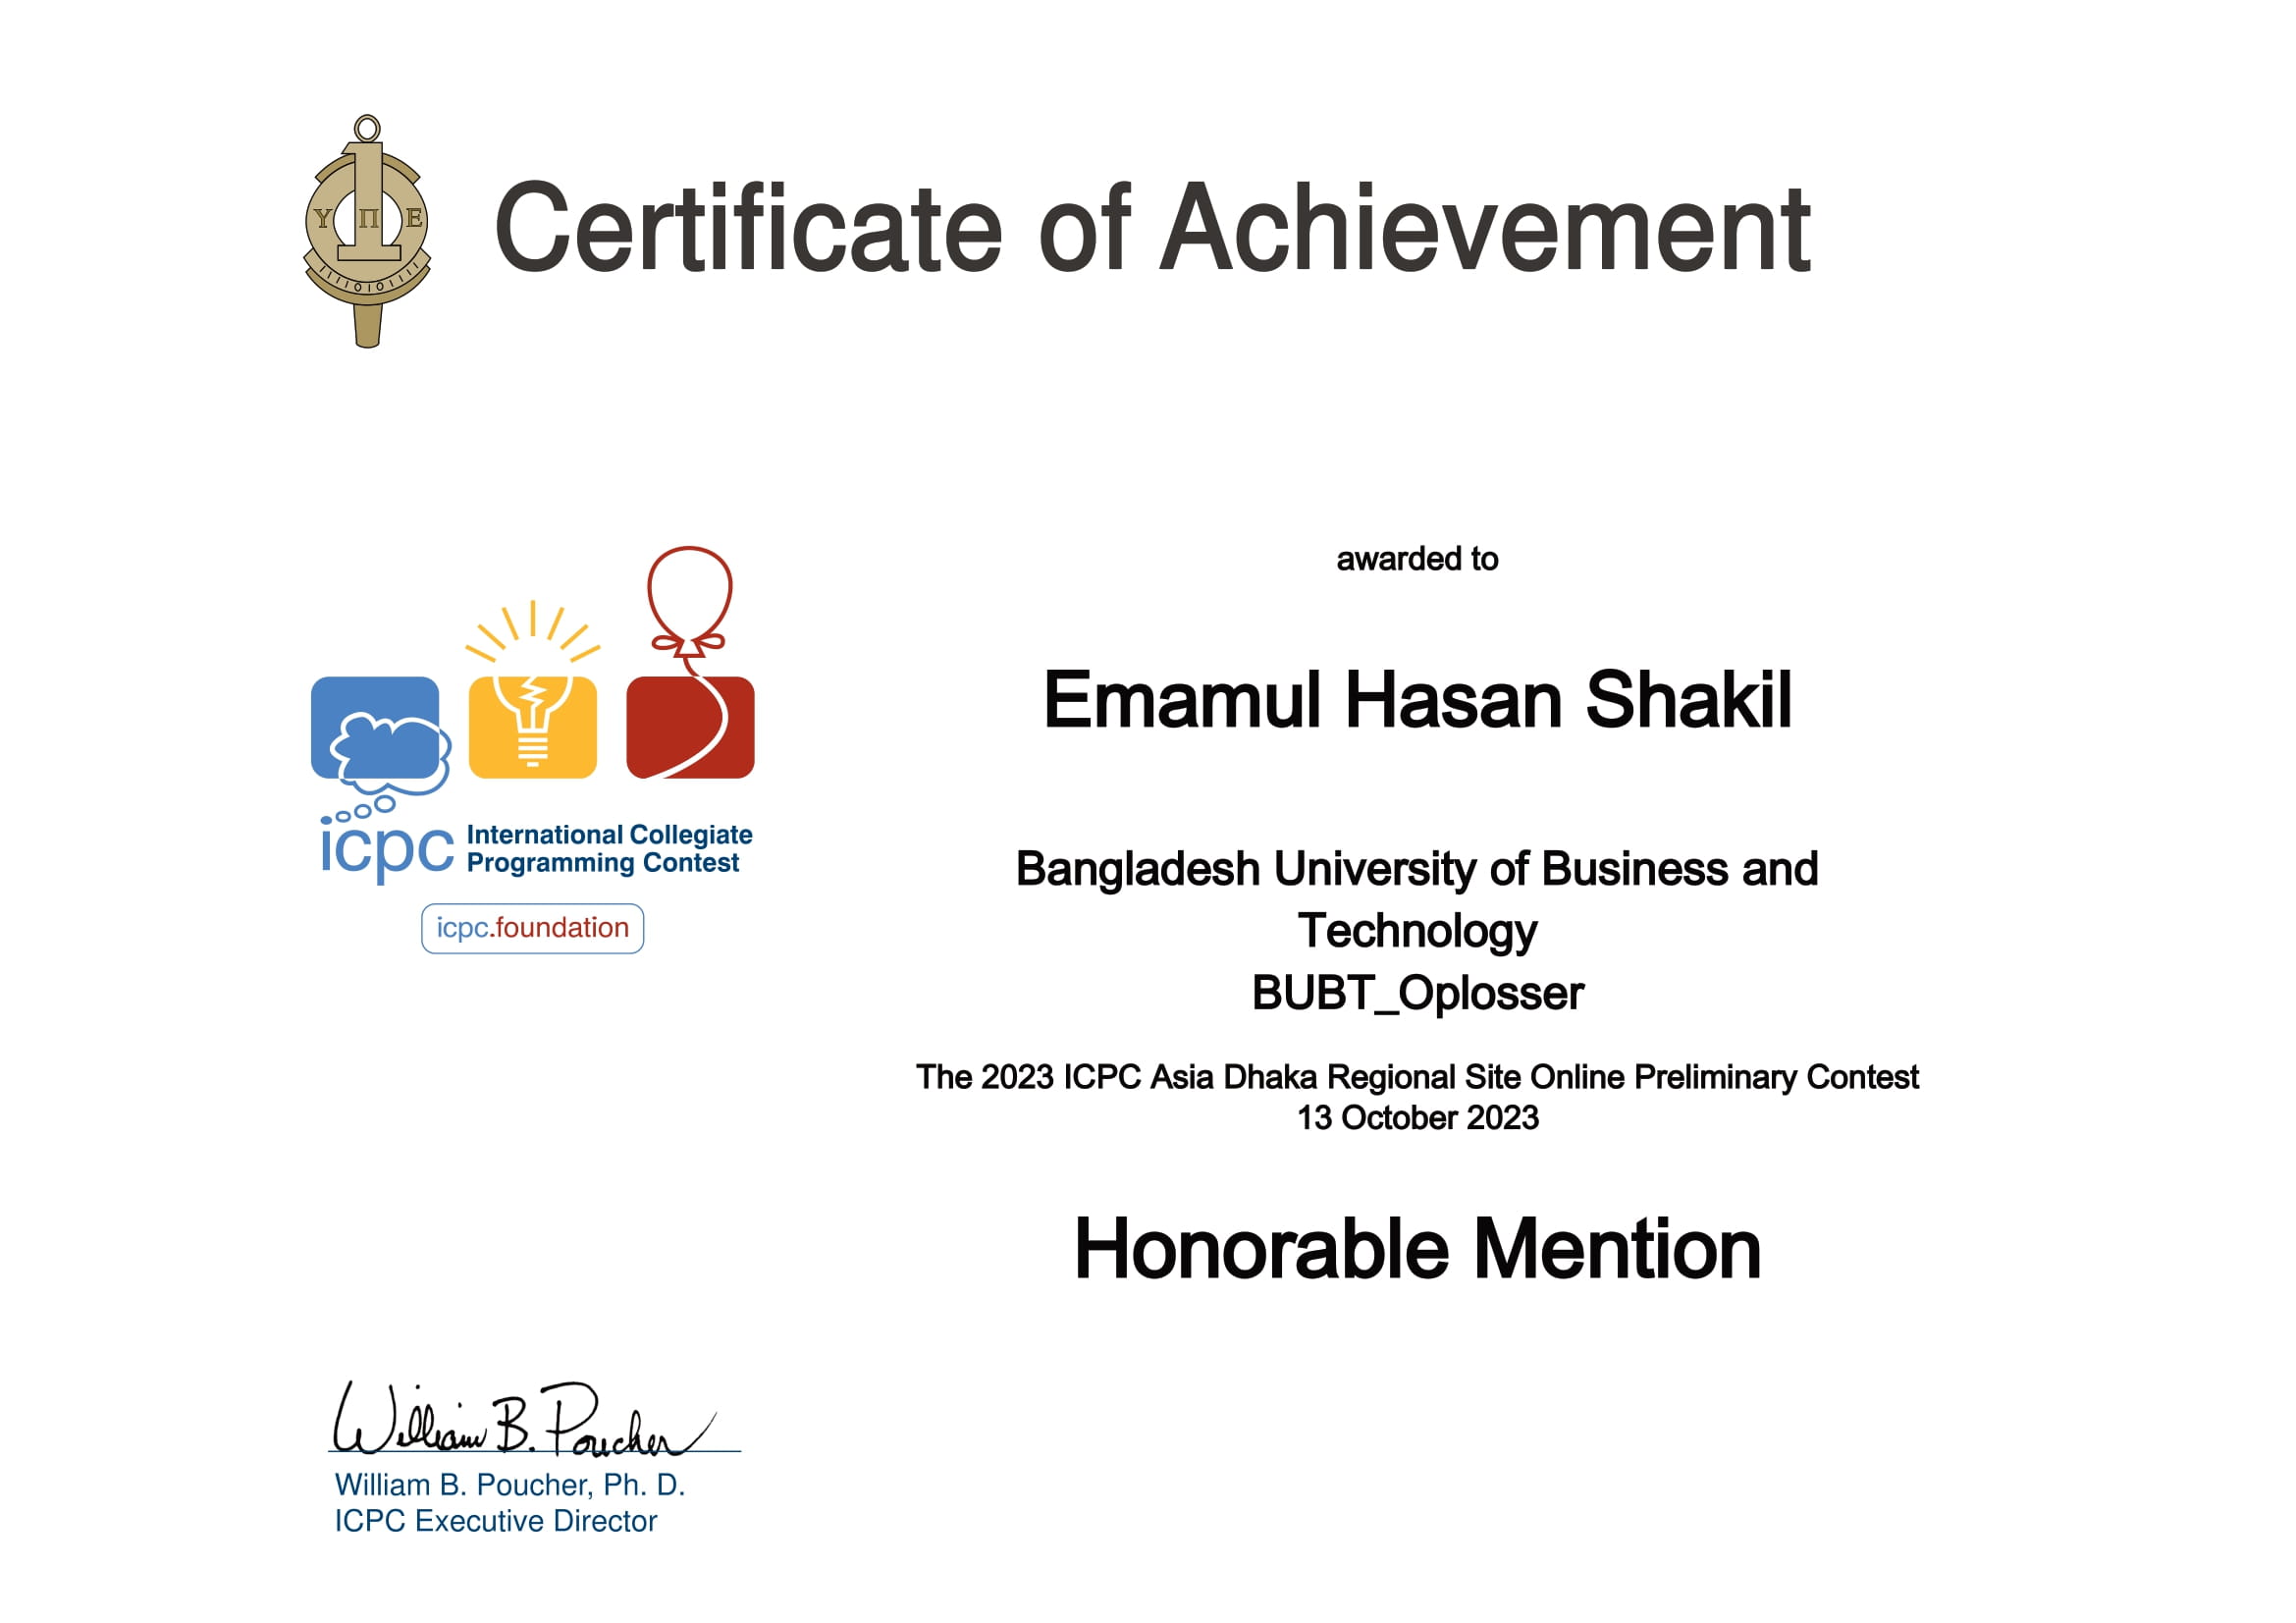 Certificate of Achievement
Υ Π Ε
awarded to
Emamul Hasan Shakil
Bangladesh University of Business and
Technology
BUBT_Oplosser
The 2023 ICPC Asia Dhaka Regional Site Online Preliminary Contest
13 October 2023
Honorable Mention
icpc International Collegiate
Programming Contest
icpc.foundation
William B. Poucher
William B. Poucher, Ph. D.
ICPC Executive Director